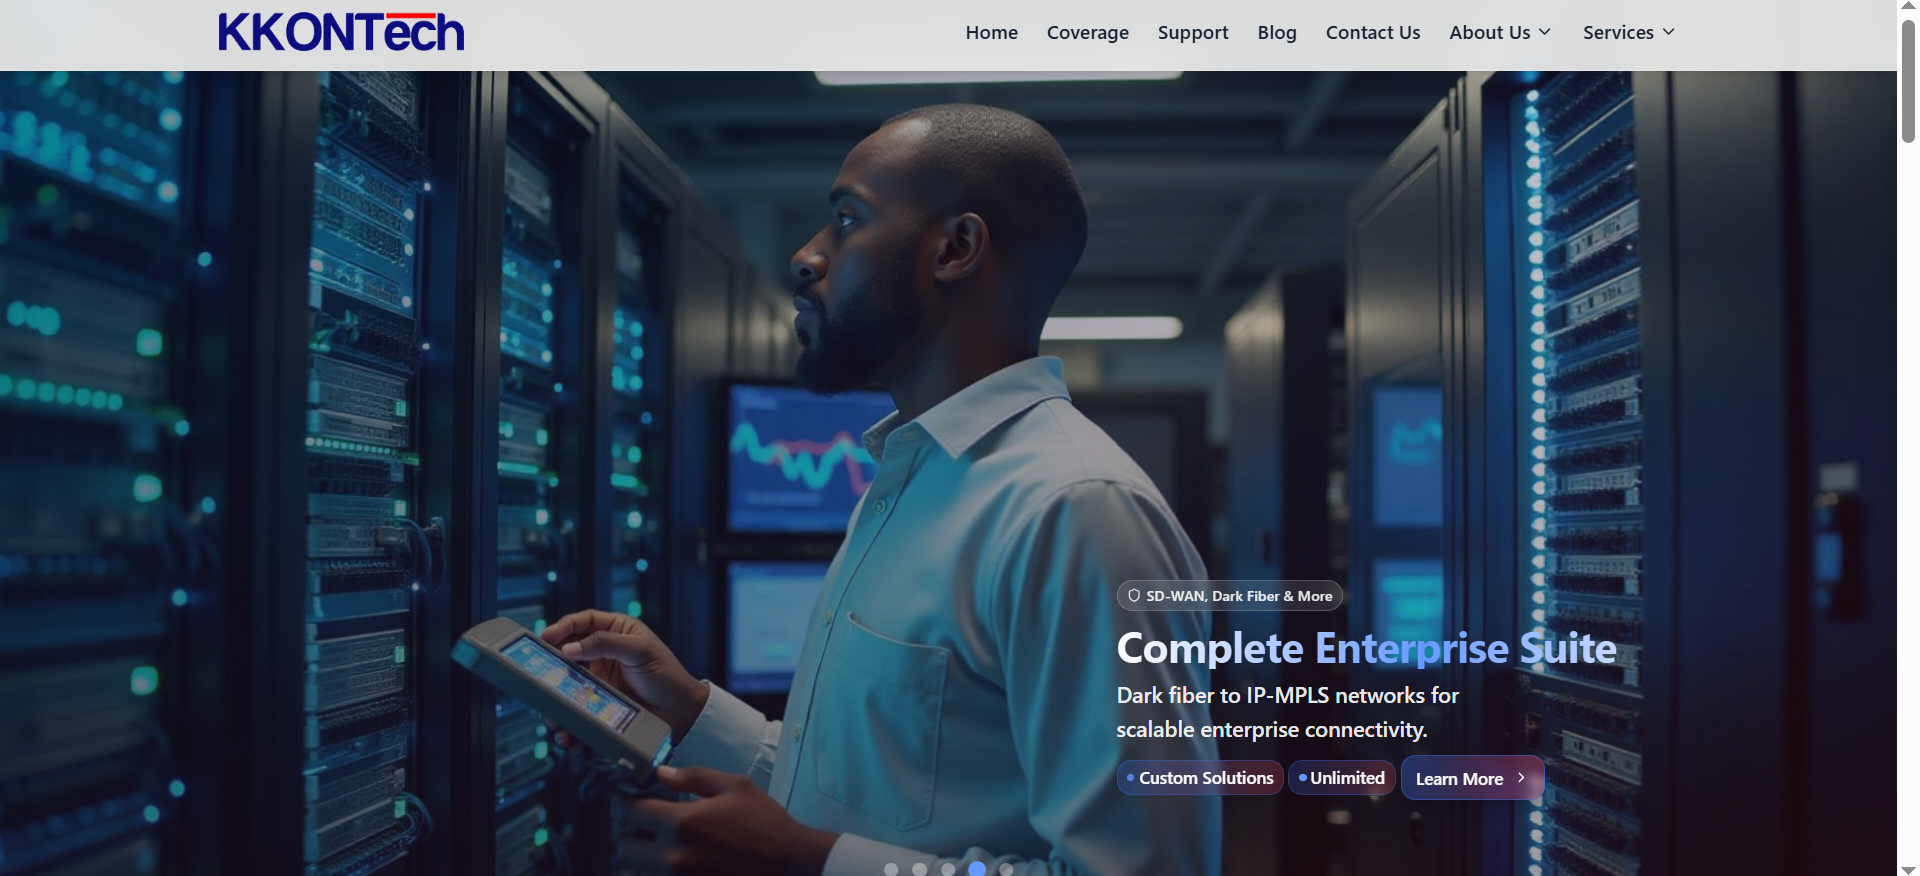 KKONTech
Home Coverage Support Blog Contact Us About Us Services
SD-WAN, Dark Fiber & More
Complete Enterprise Suite
Dark fiber to IP-MPLS networks for
scalable enterprise connectivity.
Custom Solutions Unlimited Learn More